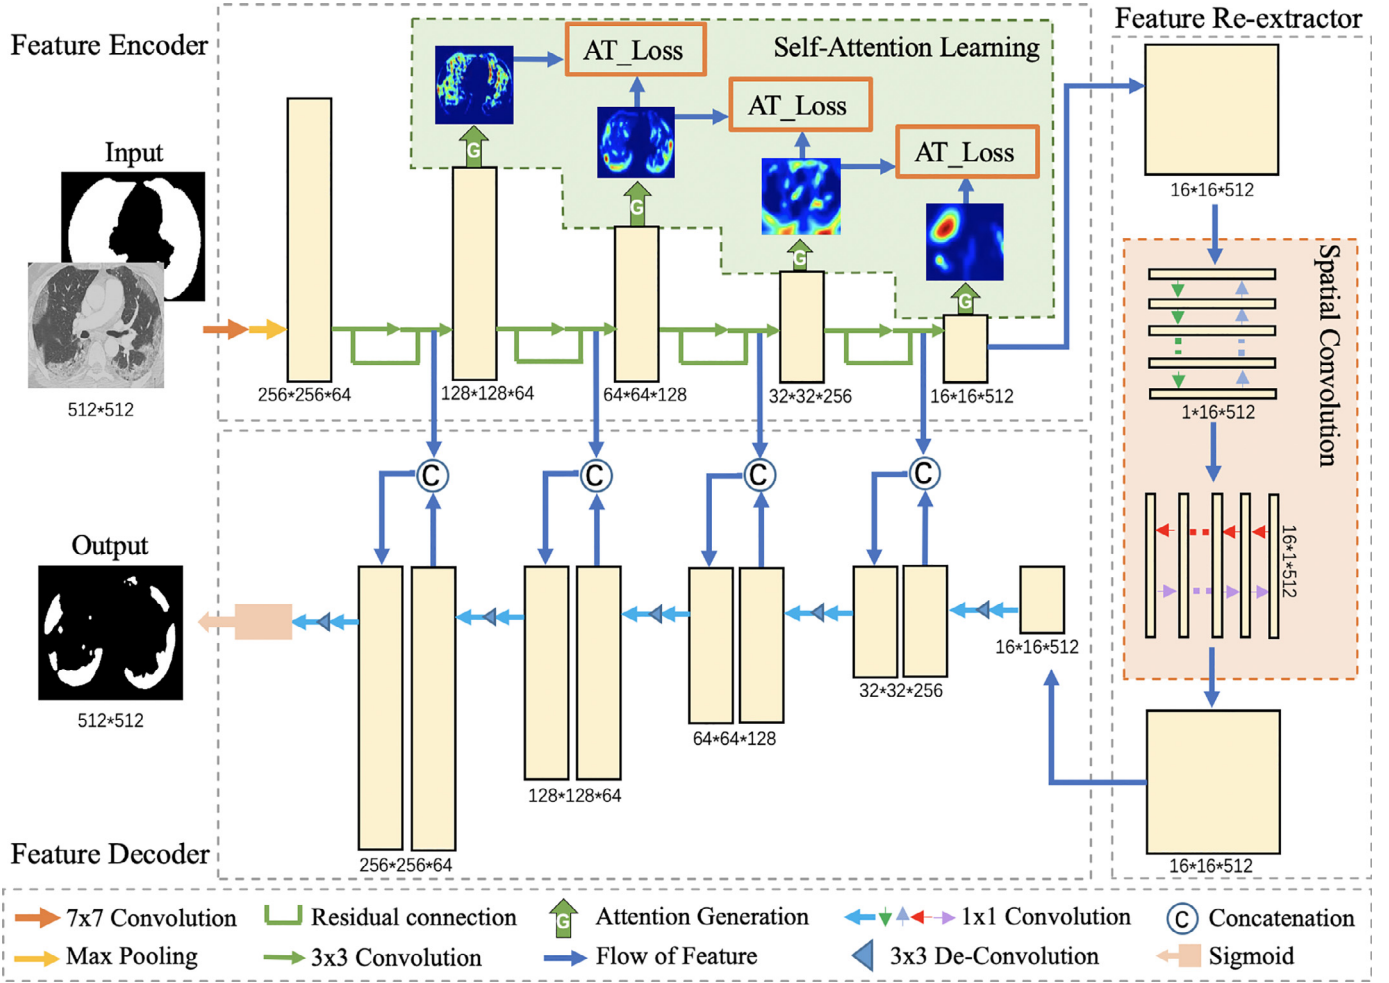 Feature Encoder
Feature Re-extractor
Self-Attention Learning
AT_Loss
AT_Loss
AT_Loss
G
G
G
G
Input
512*512
256*256*64
128*128*64
64*64*128
32*32*256
16*16*512
16*16*512
Spatial Convolution
1*16*512
16*1*512
16*16*512
C
C
C
C
Output
512*512
16*16*512
32*32*256
64*64*128
128*128*64
256*256*64
Feature Decoder
7x7 Convolution
Residual connection
G
Attention Generation
1x1 Convolution
C
Concatenation
Max Pooling
3x3 Convolution
Flow of Feature
3x3 De-Convolution
Sigmoid